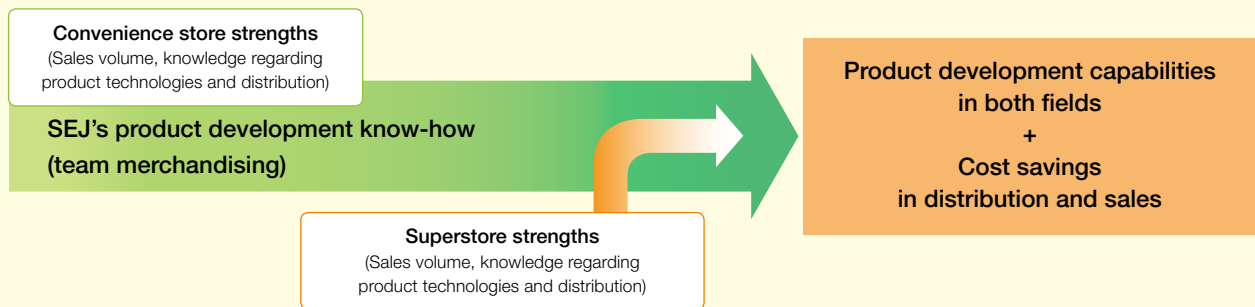 Convenience store strengths
(Sales volume, knowledge regarding
product technologies and distribution)
SEJ’s product development know-how
(team merchandising)
Superstore strengths
(Sales volume, knowledge regarding
product technologies and distribution)
Product development capabilities
in both fields
+
Cost savings
in distribution and sales